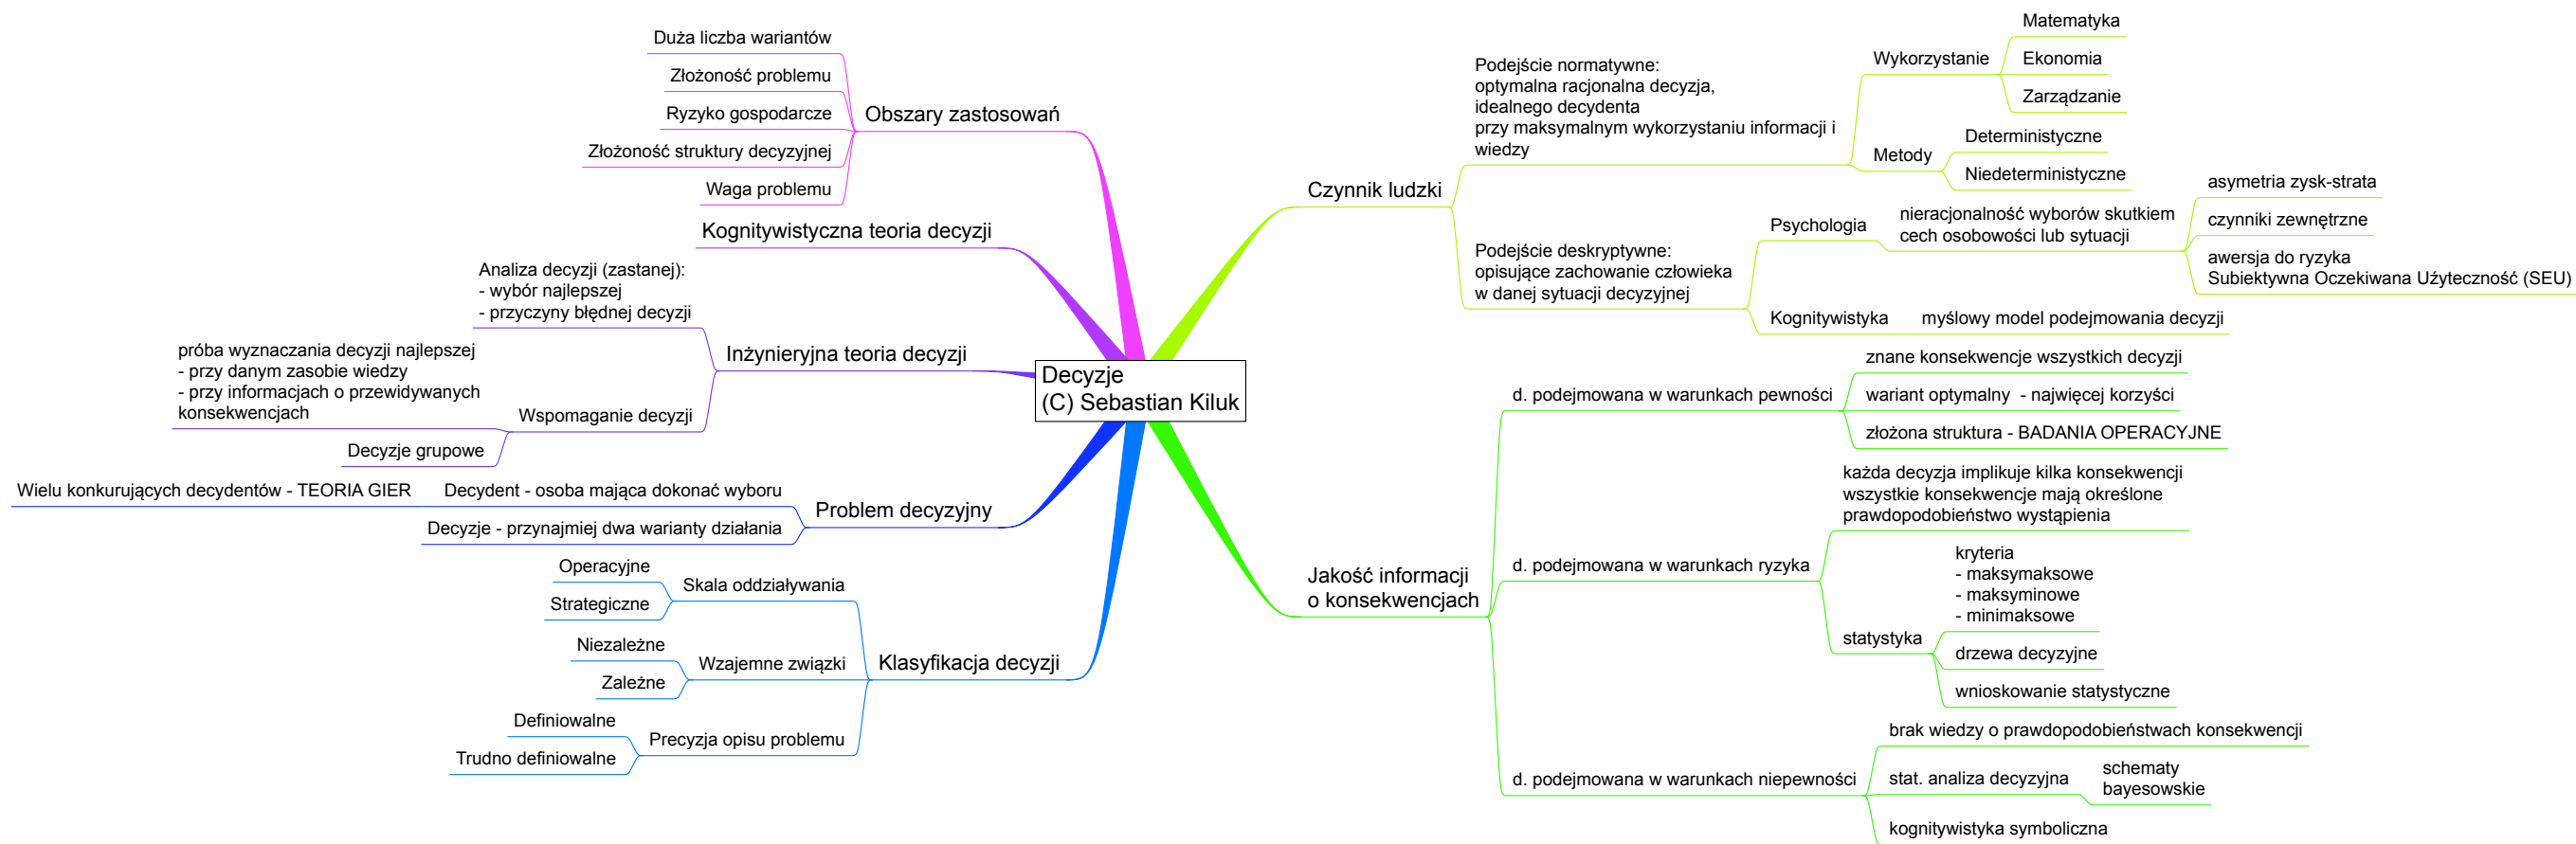 Decyzje
(C) Sebastian Kiluk
Obszary zastosowań
Duża liczba wariantów
Złożoność problemu
Ryzyko gospodarcze
Złożoność struktury decyzyjnej
Waga problemu
Kognitywistyczna teoria decyzji
Inżynieryjna teoria decyzji
Analiza decyzji (zastanej):
- wybór najlepszej
- przyczyny błędnej decyzji
Wspomaganie decyzji
próba wyznaczania decyzji najlepszej
- przy danym zasobie wiedzy
- przy informacjach o przewidywanych
konsekwencjach
Decyzje grupowe
Problem decyzyjny
Decydent - osoba mająca dokonać wyboru
Wielu konkurujących decydentów - TEORIA GIER
Decyzje - przynajmiej dwa warianty działania
Klasyfikacja decyzji
Skala oddziaływania
Operacyjne
Strategiczne
Wzajemne związki
Niezależne
Zależne
Precyzja opisu problemu
Definiowalne
Trudno definiowalne
Czynnik ludzki
Podejście normatywne:
optymalna racjonalna decyzja,
idealnego decydenta
przy maksymalnym wykorzystaniu informacji i
wiedzy
Wykorzystanie
Matematyka
Ekonomia
Zarządzanie
Metody
Deterministyczne
Niedeterministyczne
Podejście deskryptywne:
opisujące zachowanie człowieka
w danej sytuacji decyzyjnej
Psychologia
nieracjonalność wyborów skutkiem
cech osobowości lub sytuacji
asymetria zysk-strata
czynniki zewnętrzne
awersja do ryzyka
Subiektywna Oczekiwana Użyteczność (SEU)
Kognitywistyka
myślowy model podejmowania decyzji
Jakość informacji
o konsekwencjach
d. podejmowana w warunkach pewności
znane konsekwencje wszystkich decyzji
wariant optymalny - najwięcej korzyści
złożona struktura - BADANIA OPERACYJNE
d. podejmowana w warunkach ryzyka
każda decyzja implikuje kilka konsekwencji
wszystkie konsekwencje mają określone
prawdopodobieństwo wystąpienia
statystyka
kryteria
- maksymaksowe
- maksyminowe
- minimaksowe
drzewa decyzyjne
wnioskowanie statystyczne
d. podejmowana w warunkach niepewności
brak wiedzy o prawdopodobieństwach konsekwencji
stat. analiza decyzyjna
schematy
bayesowskie
kognitywistyka symboliczna